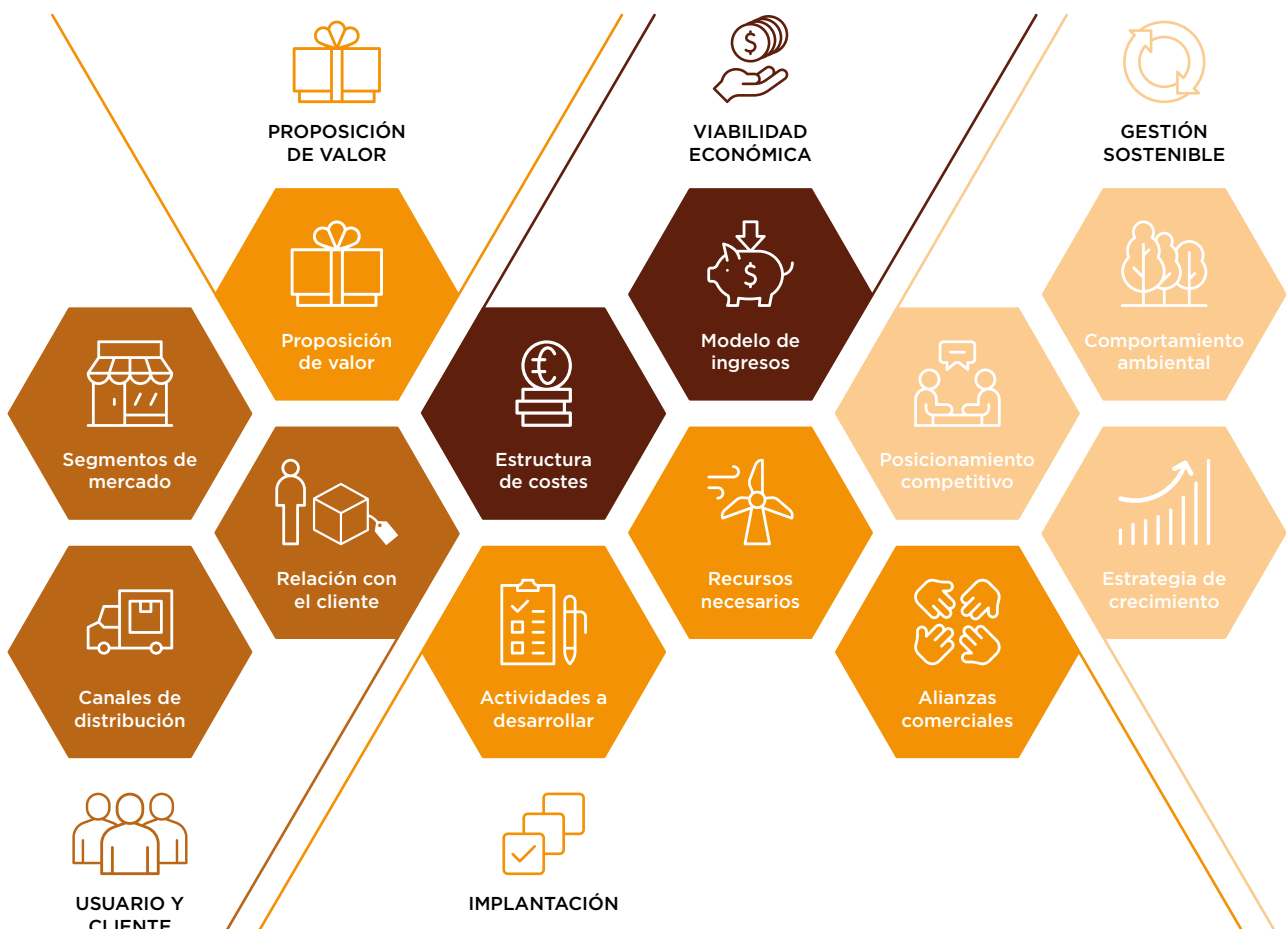 PROPOSICIÓN
DE VALOR
VIABILIDAD
ECONÓMICA
GESTIÓN
SOSTENIBLE
Proposición
de valor
Modelo de
ingresos
Comportamiento
ambiental
Segmentos de
mercado
Estructura
de costes
Posicionamiento
competitivo
Relación con
el cliente
Recursos
necesarios
Estrategia de
crecimiento
Canales de
distribución
Actividades a
desarrollar
Alianzas
comerciales
USUARIO Y
CLIENTE
IMPLANTACIÓN